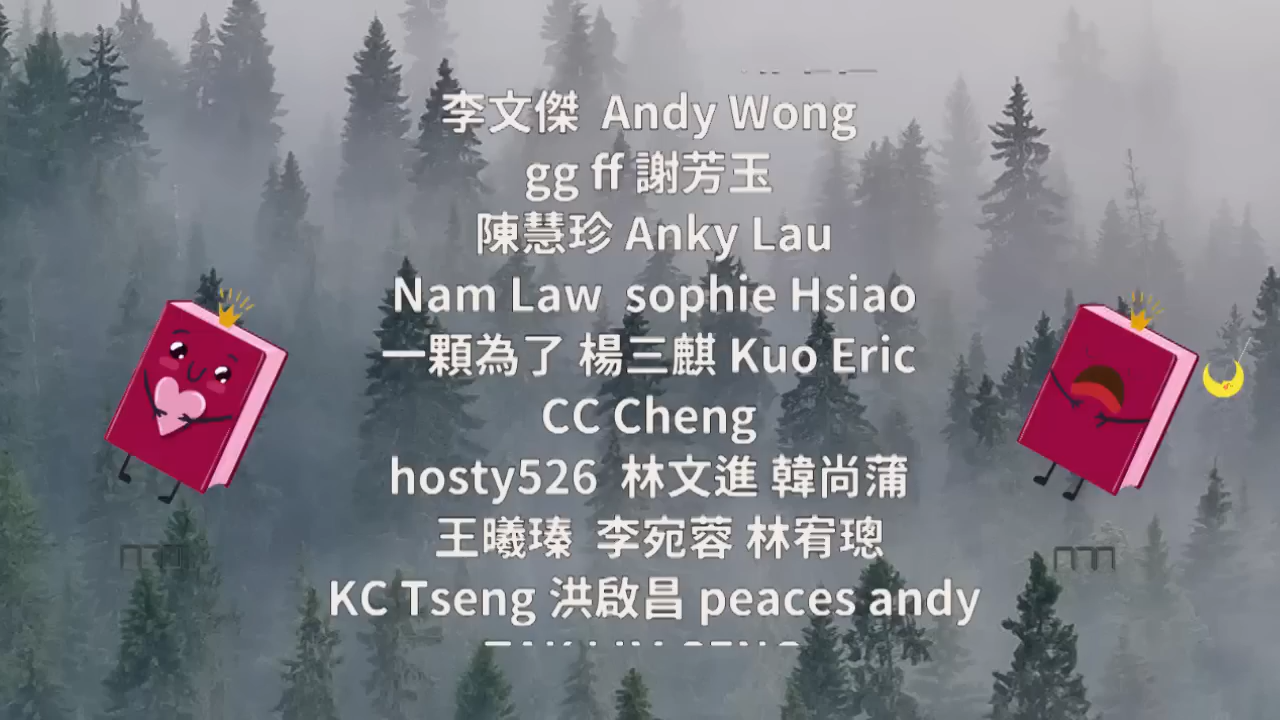 李文傑 Andy Wong
gg ff 謝芳玉
陳慧珍 Anky Lau
Nam Law sophie Hsiao
一顆為了 楊三麒 Kuo Eric
CC Cheng
hosty526 林文進 韓尚蒲
王曦瑧 李宛蓉 林宥璁
KC Tseng 洪啟昌 peaces andy